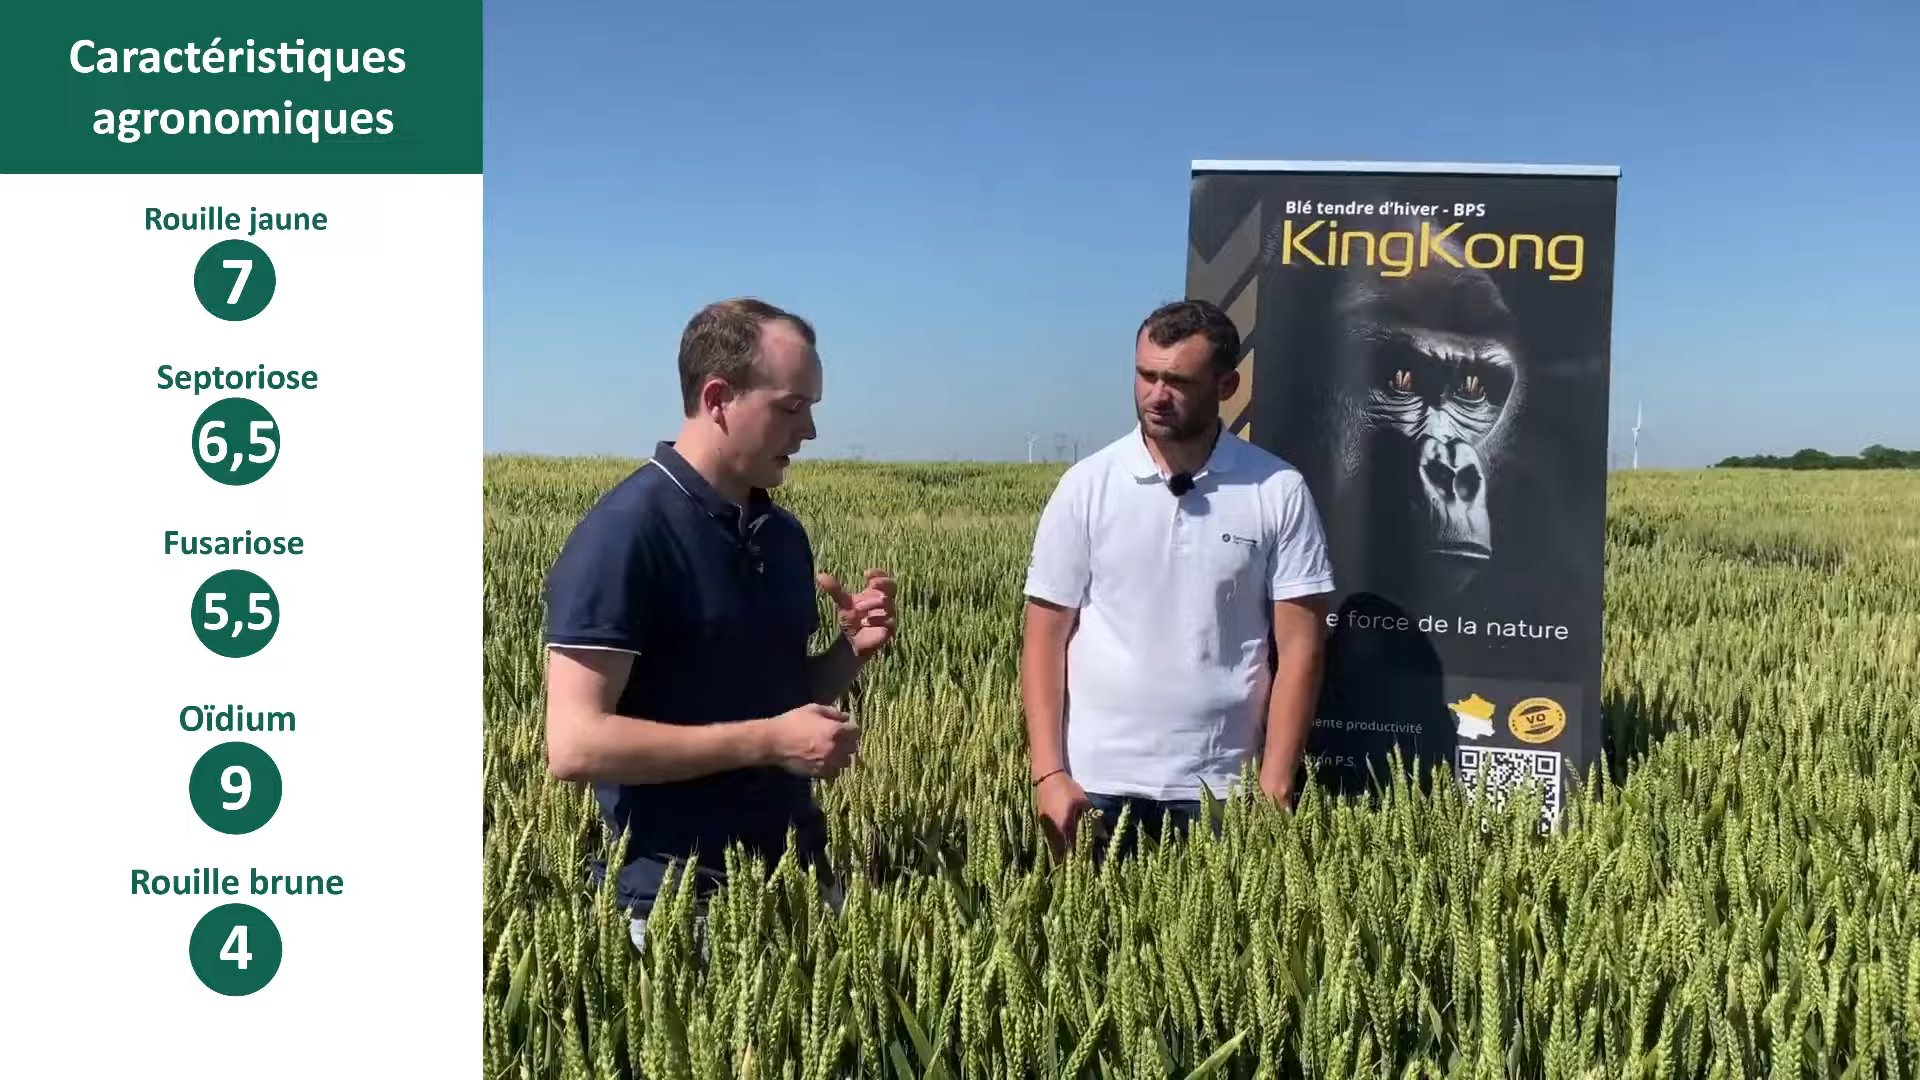 Caractéristiques
agronomiques
Rouille jaune
7
Septoriose
6,5
Fusariose
5,5
Oïdium
9
Rouille brune
4
Blé tendre d'hiver - BPS
KingKong
force de la nature
VO
productivité
P.S.